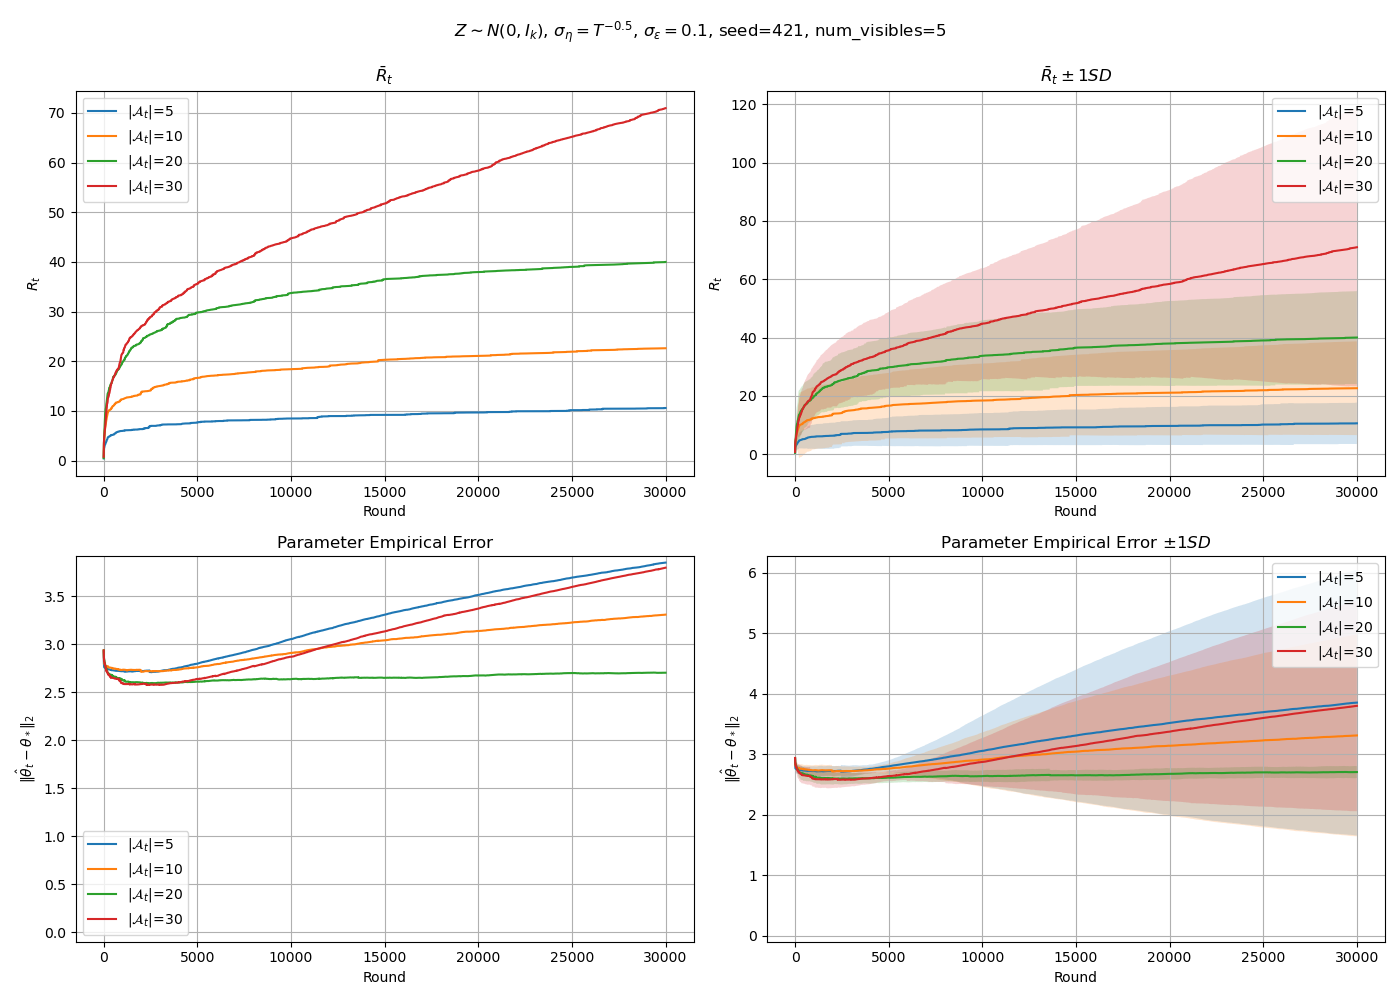 Z ∼ N(0, I_k), σ_η = T^{−0.5}, σ_ε = 0.1, seed=421, num_visibles=5
R̄_t
R_t
70
60
50
40
30
20
10
0
|𝒜_t|=5
|𝒜_t|=10
|𝒜_t|=20
|𝒜_t|=30
0 5000 10000 15000 20000 25000 30000
Round
R̄_t ± 1SD
R_t
120
100
80
60
40
20
0
|𝒜_t|=5
|𝒜_t|=10
|𝒜_t|=20
|𝒜_t|=30
0 5000 10000 15000 20000 25000 30000
Round
Parameter Empirical Error
‖θ̂_t − θ_*‖_2
3.5
3.0
2.5
2.0
1.5
1.0
0.5
0.0
|𝒜_t|=5
|𝒜_t|=10
|𝒜_t|=20
|𝒜_t|=30
0 5000 10000 15000 20000 25000 30000
Round
Parameter Empirical Error ±1SD
‖θ̂_t − θ_*‖_2
6
5
4
3
2
1
0
|𝒜_t|=5
|𝒜_t|=10
|𝒜_t|=20
|𝒜_t|=30
0 5000 10000 15000 20000 25000 30000
Round